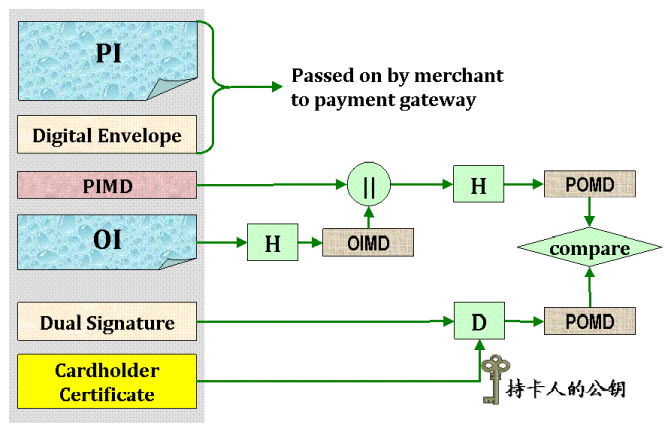 PI
Passed on by merchant
to payment gateway
Digital Envelope
PIMD
||
H
POMD
OI
H
OIMD
compare
Dual Signature
D
POMD
Cardholder
Certificate
持卡人的公钥